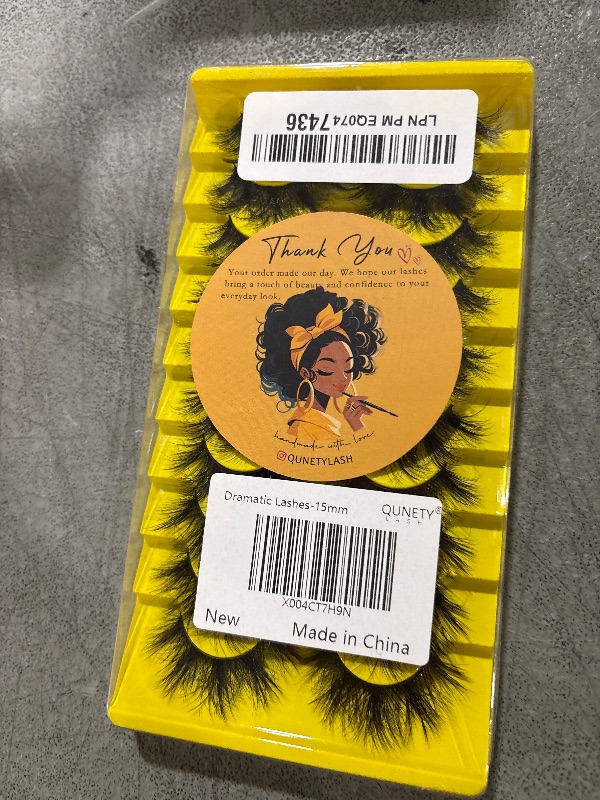 LPN PM EQ0747436
Thank You
Your order made our day. We hope our lashes
bring a touch of beauty and confidence to your
everyday look.
handmade with love
@QUNETYLASH
Dramatic Lashes-15mm
QUNETY®
LASH
X004CT7H9N
New
Made in China